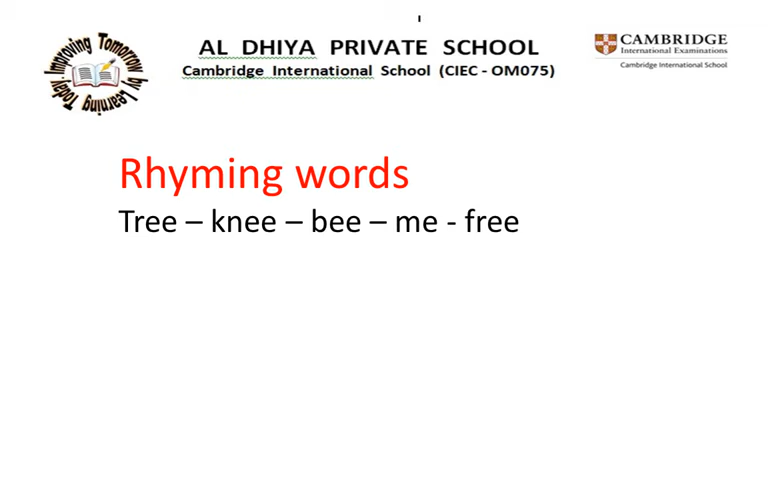 AL DHIYA PRIVATE SCHOOL
Cambridge International School (CIEC - OM075)
Improving Tomorrow by Learning Today
CAMBRIDGE
International Examinations
Cambridge International School
Rhyming words
Tree – knee – bee – me - free